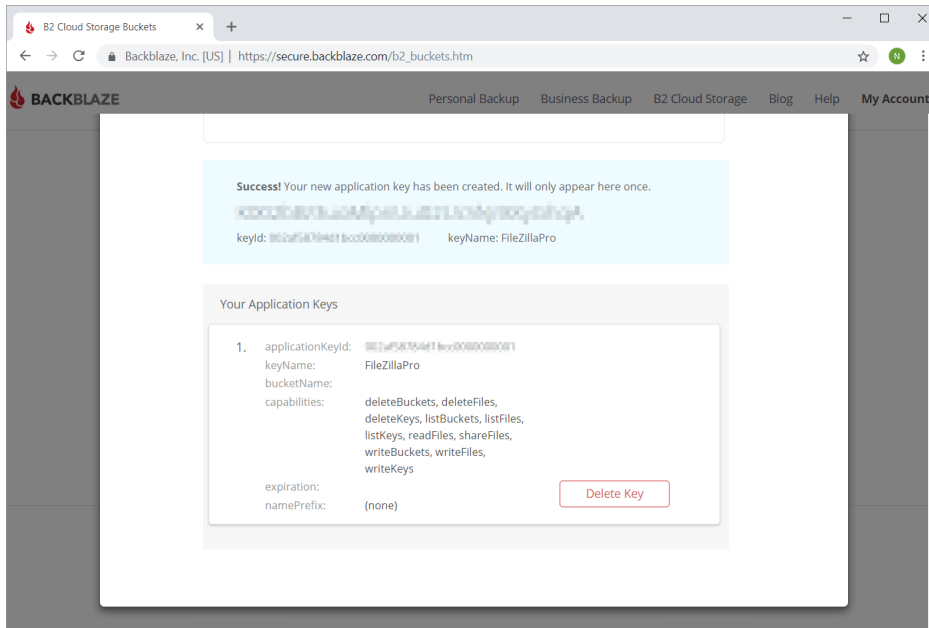 B2 Cloud Storage Buckets
Backblaze, Inc. [US] | https://secure.backblaze.com/b2_buckets.htm
N
BACKBLAZE
Personal Backup Business Backup B2 Cloud Storage Blog Help My Account
Success! Your new application key has been created. It will only appear here once.
keyId: keyName: FileZillaPro
Your Application Keys
1. applicationKeyId:
keyName: FileZillaPro
bucketName:
capabilities: deleteBuckets, deleteFiles,
deleteKeys, listBuckets, listFiles,
listKeys, readFiles, shareFiles,
writeBuckets, writeFiles,
writeKeys
expiration:
Delete Key
namePrefix: (none)